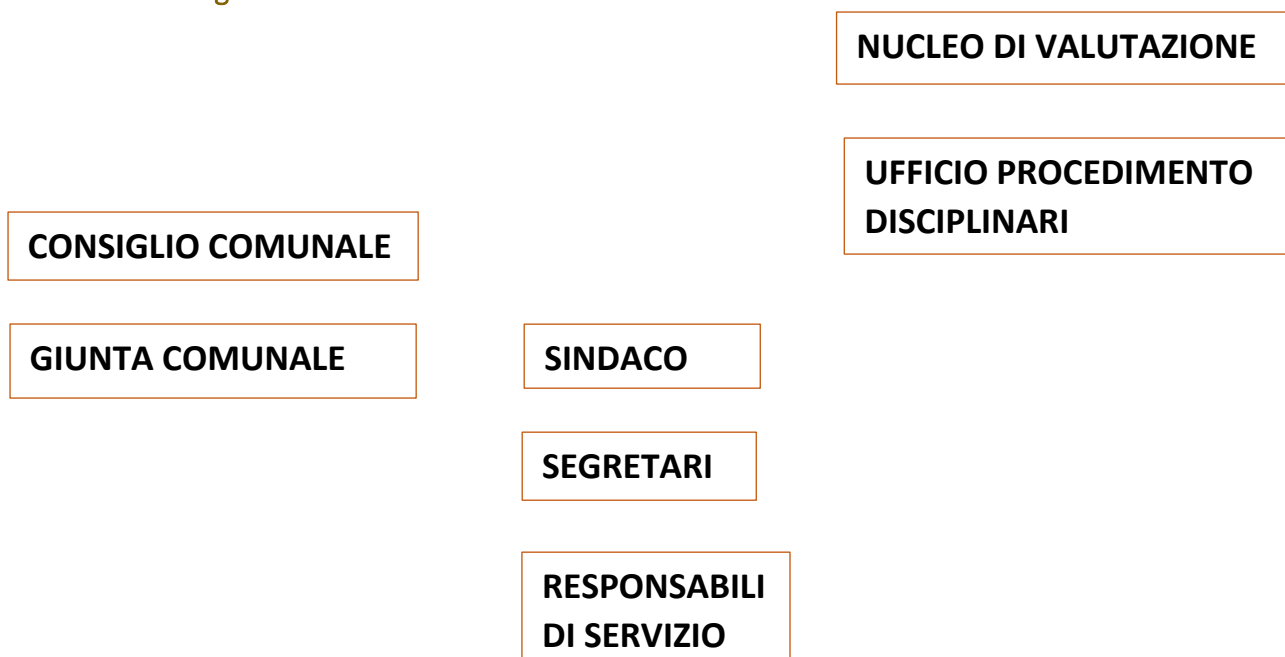 NUCLEO DI VALUTAZIONE
UFFICIO PROCEDIMENTO
DISCIPLINARI
CONSIGLIO COMUNALE
GIUNTA COMUNALE
SINDACO
SEGRETARI
RESPONSABILI
DI SERVIZIO